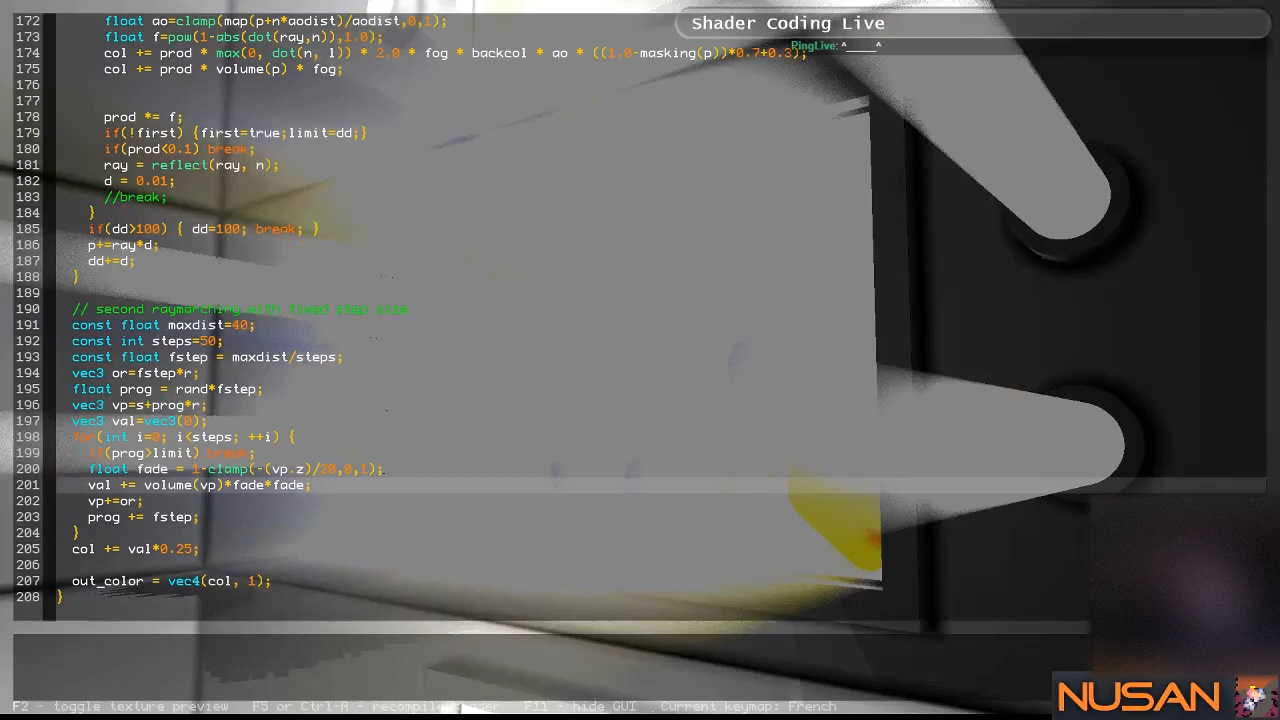 Shader Coding Live
RingLive: ^_____^
172 float ao=clamp(map(p+n*aodist)/aodist,0,1);
173 float f=pow(1-abs(dot(ray,n)),1.0);
174 col += prod * max(0, dot(n, l)) * 2.0 * fog * backcol * ao * ((1.0-masking(p))*0.7+0.3);
175 col += prod * volume(p) * fog;
176
177
178 prod *= f;
179 if(!first) {first=true;limit=dd;}
180 if(prod<0.1) break;
181 ray = reflect(ray, n);
182 d = 0.01;
183 //break;
184 }
185 if(dd>100) { dd=100; break; }
186 p+=ray*d;
187 dd+=d;
188 }
189
190 // second raymarching with fixed step size
191 const float maxdist=40;
192 const int steps=50;
193 const float fstep = maxdist/steps;
194 vec3 or=fstep*r;
195 float prog = rand*fstep;
196 vec3 vp=s+prog*r;
197 vec3 val=vec3(0);
198 for(int i=0; i<steps; ++i) {
199 if(prog>limit) break;
200 float fade = 1-clamp(-(vp.z)/20,0,1);
201 val += volume(vp)*fade*fade;
202 vp+=or;
203 prog += fstep;
204 }
205 col += val*0.25;
206
207 out_color = vec4(col, 1);
208 }
F2 - toggle texture preview F5 or Ctrl-R - recompile shader F11 - hide GUI Current keymap: French
NUSAN